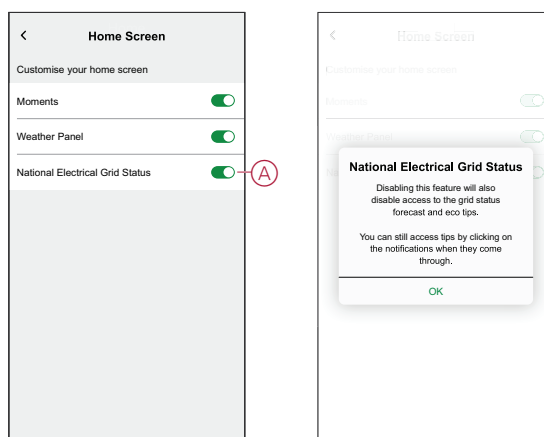 Home Screen
Customise your home screen
Moments
Weather Panel
National Electrical Grid Status
A
Home Screen
Customise your home screen
Moments
Weather Panel
National Electrical Grid Status
Disabling this feature will also
disable access to the grid status
forecast and eco tips.
You can still access tips by clicking on
the notifications when they come
through.
OK